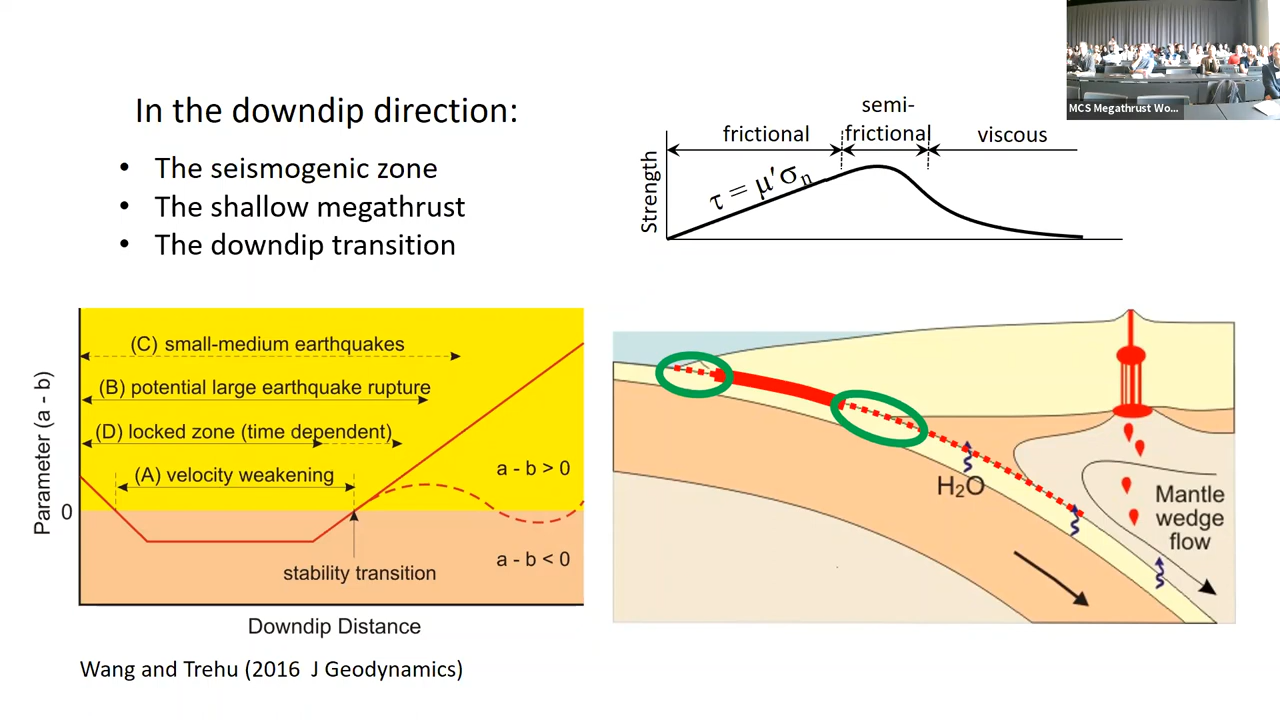 In the downdip direction:
• The seismogenic zone
• The shallow megathrust
• The downdip transition
MCS Megathrust Wo...
semi-
frictional
frictional
viscous
Strength
τ = μ'σn
(C) small-medium earthquakes
(B) potential large earthquake rupture
(D) locked zone (time dependent)
(A) velocity weakening
a - b > 0
0
a - b < 0
stability transition
Parameter (a - b)
Downdip Distance
H₂O
Mantle
wedge
flow
Wang and Trehu (2016 J Geodynamics)